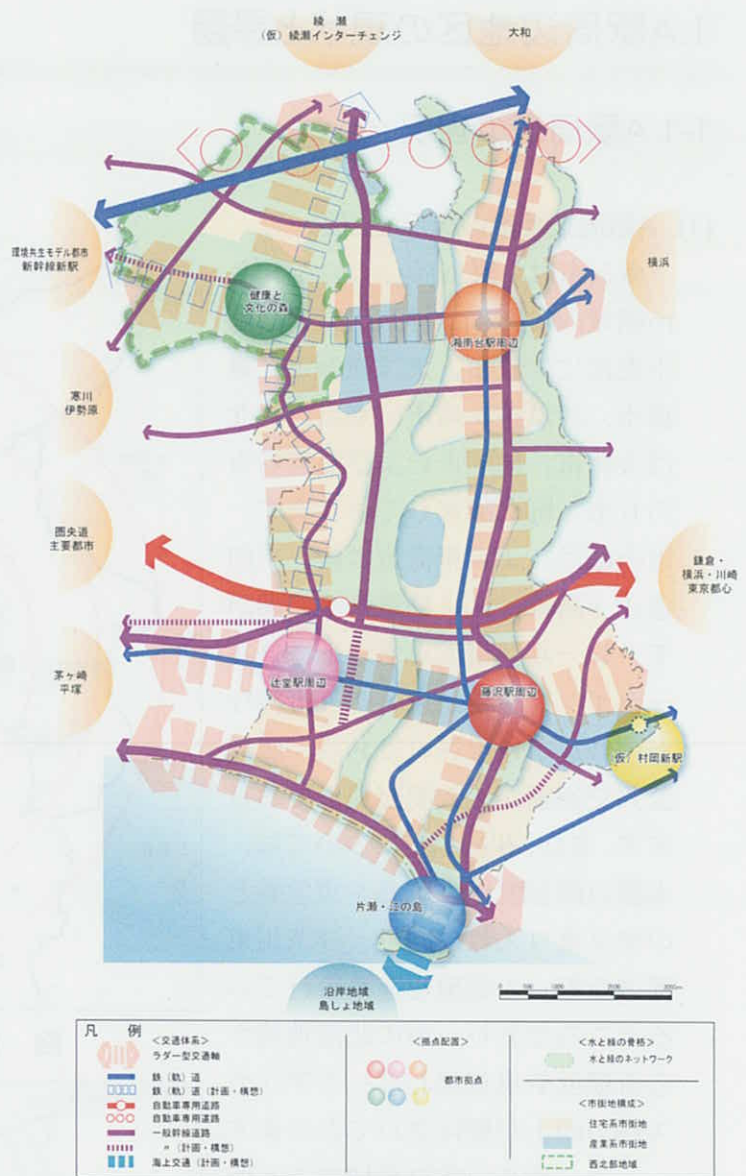 綾瀬
(仮)綾瀬インターチェンジ
大和
環境共生モデル都市
新幹線新駅
健康と
文化の森
湘南台駅周辺
横浜
寒川
伊勢原
圏央道
主要都市
鎌倉・
横浜・川崎
東京都心
茅ヶ崎
平塚
辻堂駅周辺
藤沢駅周辺
(仮)村岡新駅
片瀬・江の島
沿岸地域
島しょ地域
0 500 1000 2000 3000m
凡 例
<交通体系>
ラダー型交通軸
鉄(軌)道
鉄(軌)道(計画・構想)
自動車専用道路
自動車専用道路
一般幹線道路
〃(計画・構想)
海上交通(計画・構想)
<拠点配置>
都市拠点
<水と緑の骨格>
水と緑のネットワーク
<市街地構成>
住宅系市街地
産業系市街地
西北部地域